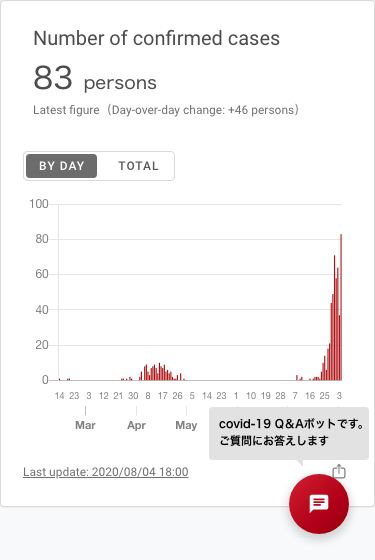 Number of confirmed cases
83 persons
Latest figure（Day-over-day change: +46 persons）
BY DAY TOTAL
100
80
60
40
20
0
14 23 3 12 21 30 8 17 26 5 14 23 1 10 19 28 7 16 25 3
Mar Apr May
covid-19 Q&Aボットです。
ご質問にお答えします
Last update: 2020/08/04 18:00